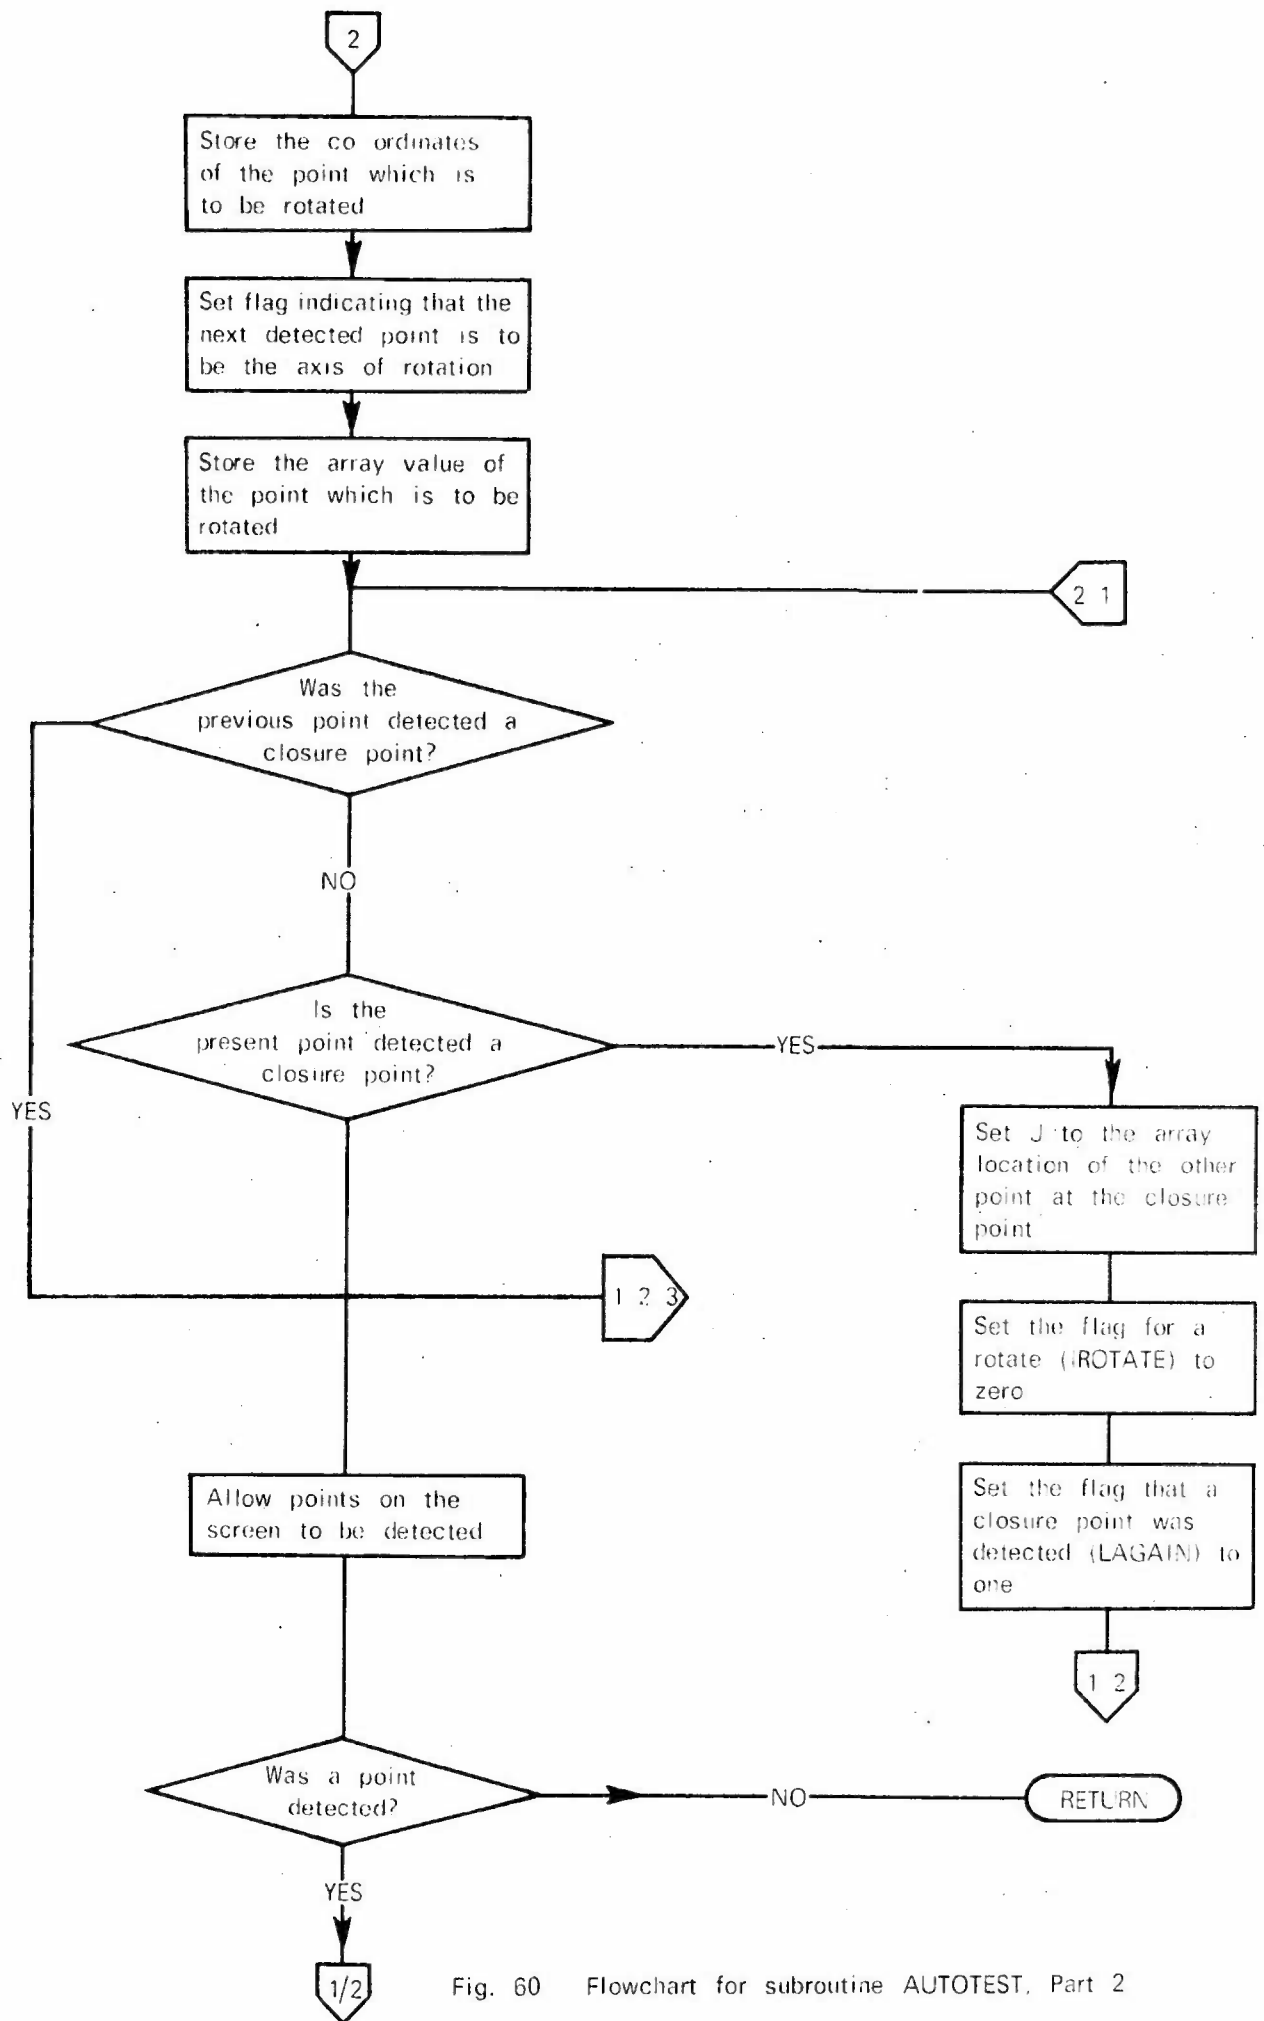 2
Store the co ordinates
of the point which is
to be rotated
Set flag indicating that the
next detected point is to
be the axis of rotation
Store the array value of
the point which is to be
rotated
2 1
Was the
previous point detected a
closure point?
NO
Is the
present point detected a
closure point?
YES
YES
Set J to the array
location of the other
point at the closure
point
1 2 3
Set the flag for a
rotate (IROTATE) to
zero
Set the flag that a
closure point was
detected (LAGAIN) to
one
1 2
Allow points on the
screen to be detected
Was a point
detected?
NO
RETURN
YES
1/2
Fig. 60 Flowchart for subroutine AUTOTEST, Part 2